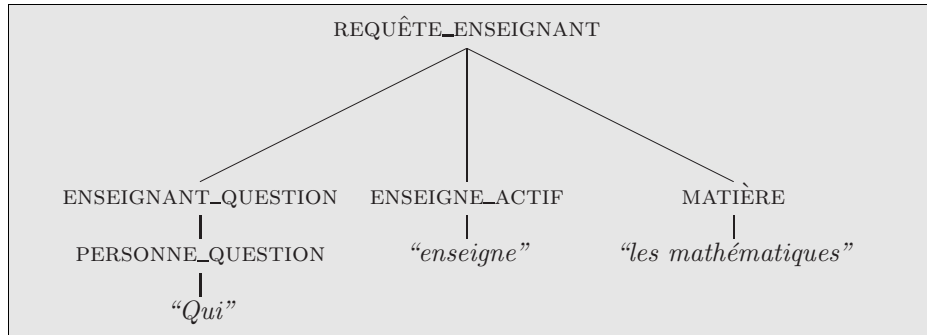 REQUÊTE_ENSEIGNANT
ENSEIGNANT_QUESTION ENSEIGNE_ACTIF MATIÈRE
PERSONNE_QUESTION “enseigne” “les mathématiques”
“Qui”